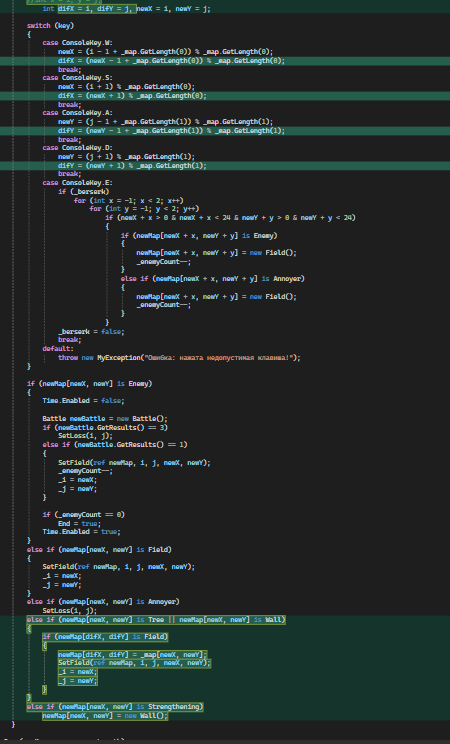 int difX = i, difY = j, newX = i, newY = j;
switch (key)
{
case ConsoleKey.W:
newX = (i - 1 + _map.GetLength(0)) % _map.GetLength(0);
difX = (newX - 1 + _map.GetLength(0)) % _map.GetLength(0);
break;
case ConsoleKey.S:
newX = (i + 1) % _map.GetLength(0);
difX = (newX + 1) % _map.GetLength(0);
break;
case ConsoleKey.A:
newY = (j - 1 + _map.GetLength(1)) % _map.GetLength(1);
difY = (newY - 1 + _map.GetLength(1)) % _map.GetLength(1);
break;
case ConsoleKey.D:
newY = (j + 1) % _map.GetLength(1);
difY = (newY + 1) % _map.GetLength(1);
break;
case ConsoleKey.E:
if (_berserk)
for (int x = -1; x < 2; x++)
for (int y = -1; y < 2; y++)
if (newX + x > 0 & newX + x < 24 & newY + y > 0 & newY + y < 24)
{
if (newMap[newX + x, newY + y] is Enemy)
{
newMap[newX + x, newY + y] = new Field();
_enemyCount--;
}
else if (newMap[newX + x, newY + y] is Annoyer)
{
newMap[newX + x, newY + y] = new Field();
_enemyCount--;
}
}
_berserk = false;
break;
default:
throw new MyException("Ошибка: нажата недопустимая клавиша!");
}
if (newMap[newX, newY] is Enemy)
{
Time.Enabled = false;
Battle newBattle = new Battle();
if (newBattle.GetResults() == 3)
SetLoss(i, j);
else if (newBattle.GetResults() == 1)
{
SetField(ref newMap, i, j, newX, newY);
_enemyCount--;
_i = newX;
_j = newY;
}
if (_enemyCount == 0)
End = true;
Time.Enabled = true;
}
else if (newMap[newX, newY] is Field)
{
SetField(ref newMap, i, j, newX, newY);
_i = newX;
_j = newY;
}
else if (newMap[newX, newY] is Annoyer)
SetLoss(i, j);
else if (newMap[newX, newY] is Tree || newMap[newX, newY] is Wall)
{
if (newMap[difX, difY] is Field)
{
newMap[difX, difY] = _map[newX, newY];
SetField(ref newMap, i, j, newX, newY);
_i = newX;
_j = newY;
}
}
else if (newMap[newX, newY] is Strengthening)
newMap[newX, newY] = new Wall();
}